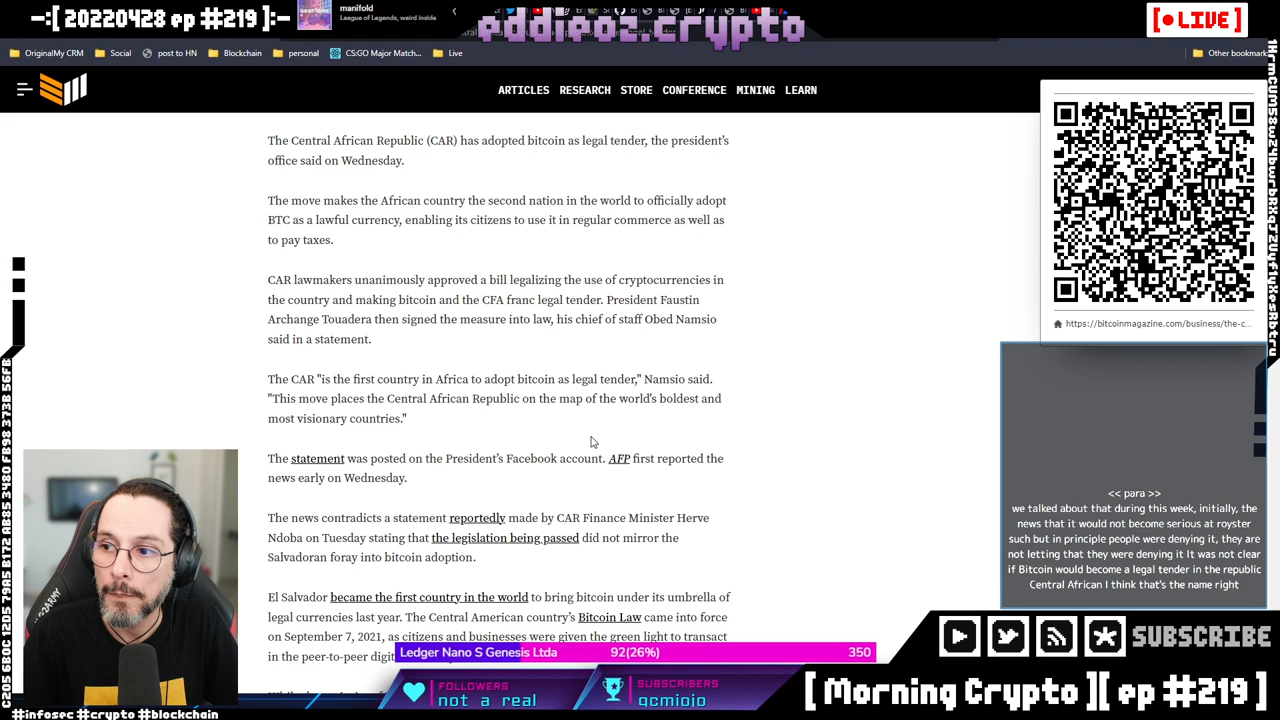 -:[ 20220428 ep #219 ]:-
manifold
League of Legends, weird inside
eddieoz.crypto
[ LIVE ]
OriginalMy CRM
Social
post to HN
Blockchain
personal
CS:GO Major Match...
Live
Other bookmark
ARTICLES RESEARCH STORE CONFERENCE MINING LEARN
The Central African Republic (CAR) has adopted bitcoin as legal tender, the president's
office said on Wednesday.
The move makes the African country the second nation in the world to officially adopt
BTC as a lawful currency, enabling its citizens to use it in regular commerce as well as
to pay taxes.
CAR lawmakers unanimously approved a bill legalizing the use of cryptocurrencies in
the country and making bitcoin and the CFA franc legal tender. President Faustin
Archange Touadera then signed the measure into law, his chief of staff Obed Namsio
said in a statement.
The CAR "is the first country in Africa to adopt bitcoin as legal tender," Namsio said.
"This move places the Central African Republic on the map of the world's boldest and
most visionary countries."
The statement was posted on the President's Facebook account. AFP first reported the
news early on Wednesday.
The news contradicts a statement reportedly made by CAR Finance Minister Herve
Ndoba on Tuesday stating that the legislation being passed did not mirror the
Salvadoran foray into bitcoin adoption.
El Salvador became the first country in the world to bring bitcoin under its umbrella of
legal currencies last year. The Central American country's Bitcoin Law came into force
on September 7, 2021, as citizens and businesses were given the green light to transact
in the peer-to-peer digit
https://bitcoinmagazine.com/business/the-c...
<< para >>
we talked about that during this week, initially, the
news that it would not become serious at royster
such but in principle people were denying it, they are
not letting that they were denying it It was not clear
if Bitcoin would become a legal tender in the republic
Central African I think that's the name right
Ledger Nano S Genesis Ltda 92(26%) 350
FOLLOWERS
not a real
SUBSCRIBERS
gcmiojo
SUBSCRIBE
[ Morning Crypto ][ ep #219 ]
#infosec #crypto #blockchain